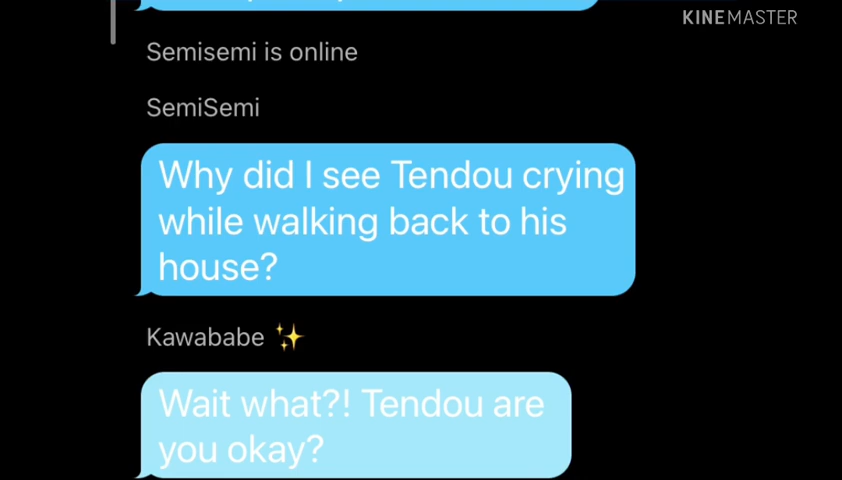 KINEMASTER
Semisemi is online
SemiSemi
Why did I see Tendou crying
while walking back to his
house?
Kawababe ✨
Wait what?! Tendou are
you okay?